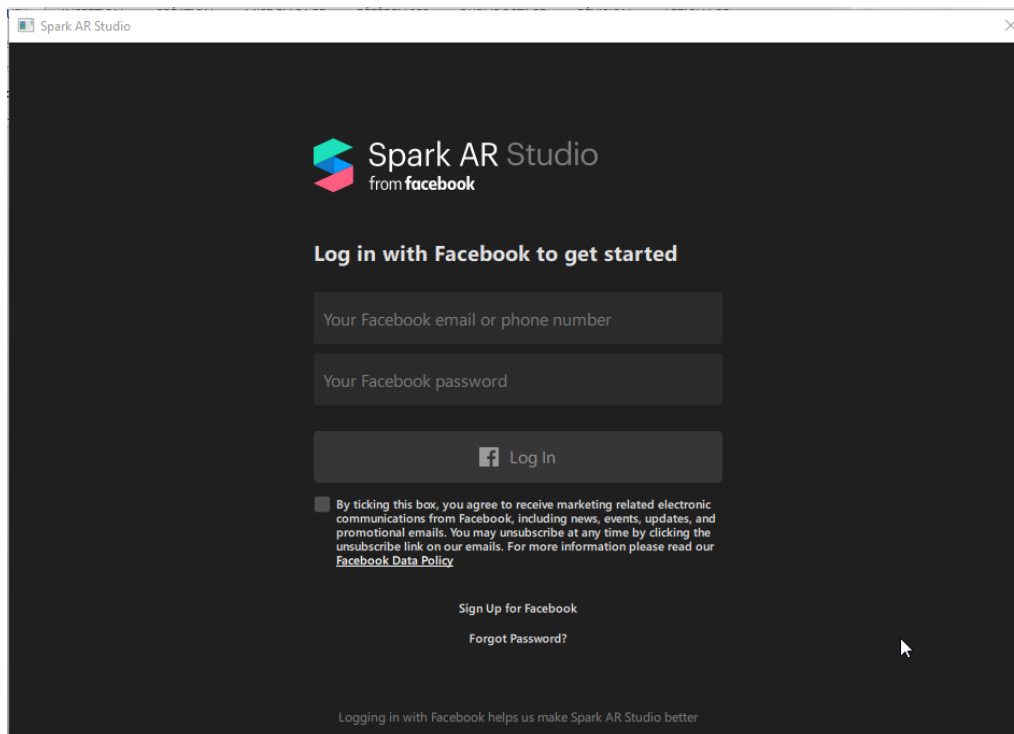 Spark AR Studio
Spark AR Studio
from facebook
Log in with Facebook to get started
Your Facebook email or phone number
Your Facebook password
Log In
By ticking this box, you agree to receive marketing related electronic
communications from Facebook, including news, events, updates, and
promotional emails. You may unsubscribe at any time by clicking the
unsubscribe link on our emails. For more information please read our
Facebook Data Policy
Sign Up for Facebook
Forgot Password?
Logging in with Facebook helps us make Spark AR Studio better